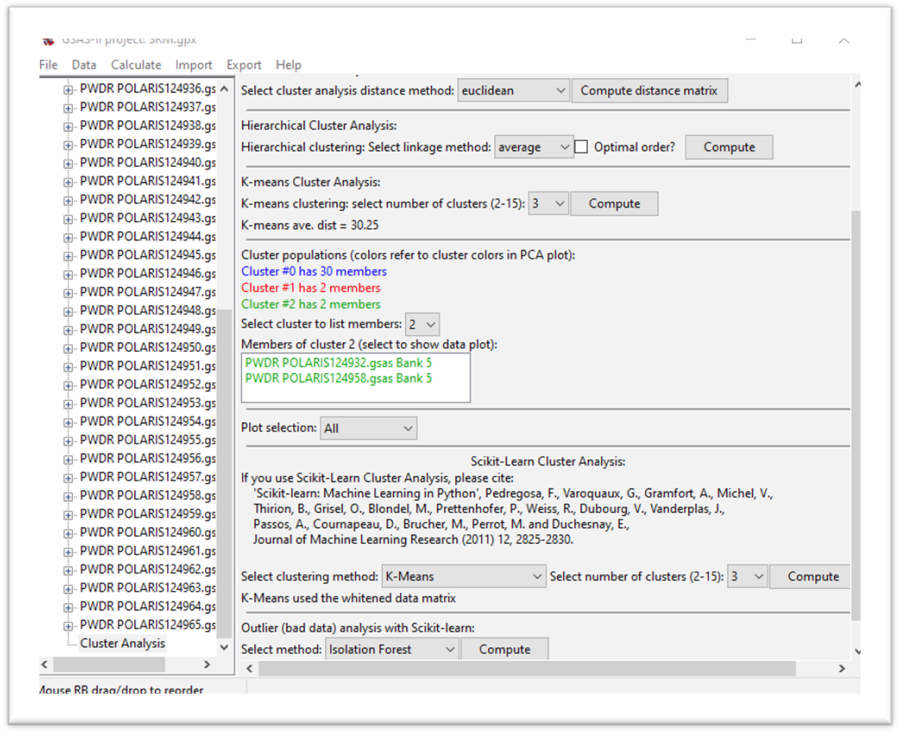 GSAS-II project: SRM.gpx
File Data Calculate Import Export Help
PWDR POLARIS124936.gs
PWDR POLARIS124937.gs
PWDR POLARIS124938.gs
PWDR POLARIS124939.gs
PWDR POLARIS124940.gs
PWDR POLARIS124941.gs
PWDR POLARIS124942.gs
PWDR POLARIS124943.gs
PWDR POLARIS124944.gs
PWDR POLARIS124945.gs
PWDR POLARIS124946.gs
PWDR POLARIS124947.gs
PWDR POLARIS124948.gs
PWDR POLARIS124949.gs
PWDR POLARIS124950.gs
PWDR POLARIS124951.gs
PWDR POLARIS124952.gs
PWDR POLARIS124953.gs
PWDR POLARIS124954.gs
PWDR POLARIS124955.gs
PWDR POLARIS124956.gs
PWDR POLARIS124957.gs
PWDR POLARIS124958.gs
PWDR POLARIS124959.gs
PWDR POLARIS124960.gs
PWDR POLARIS124961.gs
PWDR POLARIS124962.gs
PWDR POLARIS124963.gs
PWDR POLARIS124964.gs
PWDR POLARIS124965.gs
Cluster Analysis
Select cluster analysis distance method: euclidean Compute distance matrix
Hierarchical Cluster Analysis:
Hierarchical clustering: Select linkage method: average Optimal order? Compute
K-means Cluster Analysis:
K-means clustering: select number of clusters (2-15): 3 Compute
K-means ave. dist = 30.25
Cluster populations (colors refer to cluster colors in PCA plot):
Cluster #0 has 30 members
Cluster #1 has 2 members
Cluster #2 has 2 members
Select cluster to list members: 2
Members of cluster 2 (select to show data plot):
PWDR POLARIS124932.gsas Bank 5
PWDR POLARIS124958.gsas Bank 5
Plot selection: All
Scikit-Learn Cluster Analysis:
If you use Scikit-Learn Cluster Analysis, please cite:
'Scikit-learn: Machine Learning in Python', Pedregosa, F., Varoquaux, G., Gramfort, A., Michel, V.,
Thirion, B., Grisel, O., Blondel, M., Prettenhofer, P., Weiss, R., Dubourg, V., Vanderplas, J.,
Passos, A., Cournapeau, D., Brucher, M., Perrot, M. and Duchesnay, E.,
Journal of Machine Learning Research (2011) 12, 2825-2830.
Select clustering method: K-Means Select number of clusters (2-15): 3 Compute
K-Means used the whitened data matrix
Outlier (bad data) analysis with Scikit-learn:
Select method: Isolation Forest Compute
Mouse RB drag/drop to reorder